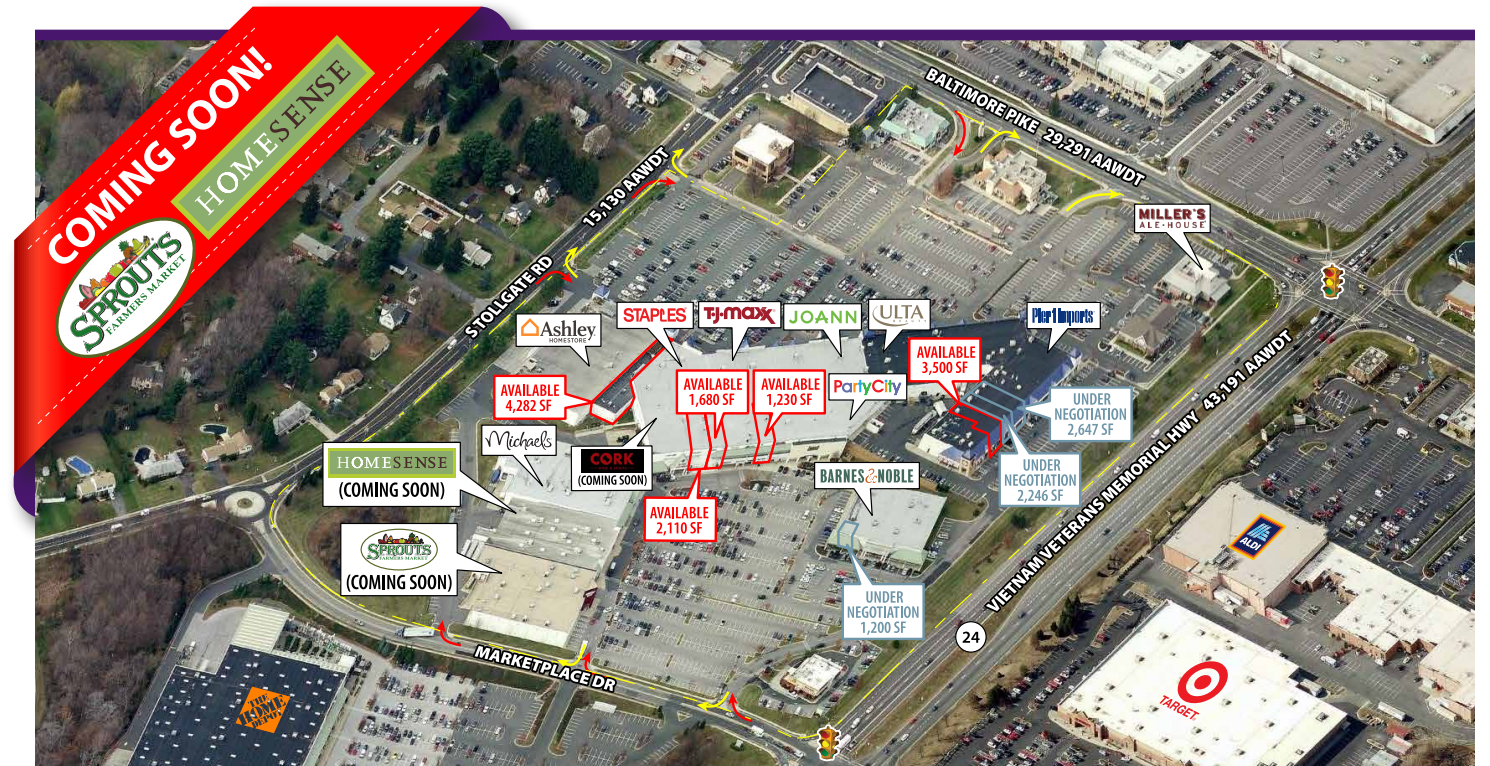 COMING SOON!
HOMESENSE
SPROUTS
FARMERS MARKET
BALTIMORE PIKE 29,291 AAWDT
STOLLGATE RD 15,130 AAWDT
MILLER'S
ALE·HOUSE
Ashley
HOMESTORE
STAPLES
T·J·maxx
JOANN
ULTA
Pier 1 imports
AVAILABLE
4,282 SF
AVAILABLE
1,680 SF
AVAILABLE
1,230 SF
PartyCity
AVAILABLE
3,500 SF
UNDER
NEGOTIATION
2,647 SF
UNDER
NEGOTIATION
2,246 SF
VIETNAM VETERANS MEMORIAL HWY 43,191 AAWDT
Michaels
HOMESENSE
(COMING SOON)
CORK
(COMING SOON)
AVAILABLE
2,110 SF
BARNES&NOBLE
SPROUTS
FARMERS MARKET
(COMING SOON)
UNDER
NEGOTIATION
1,200 SF
ALDI
24
MARKETPLACE DR
THE
HOME
DEPOT
TARGET